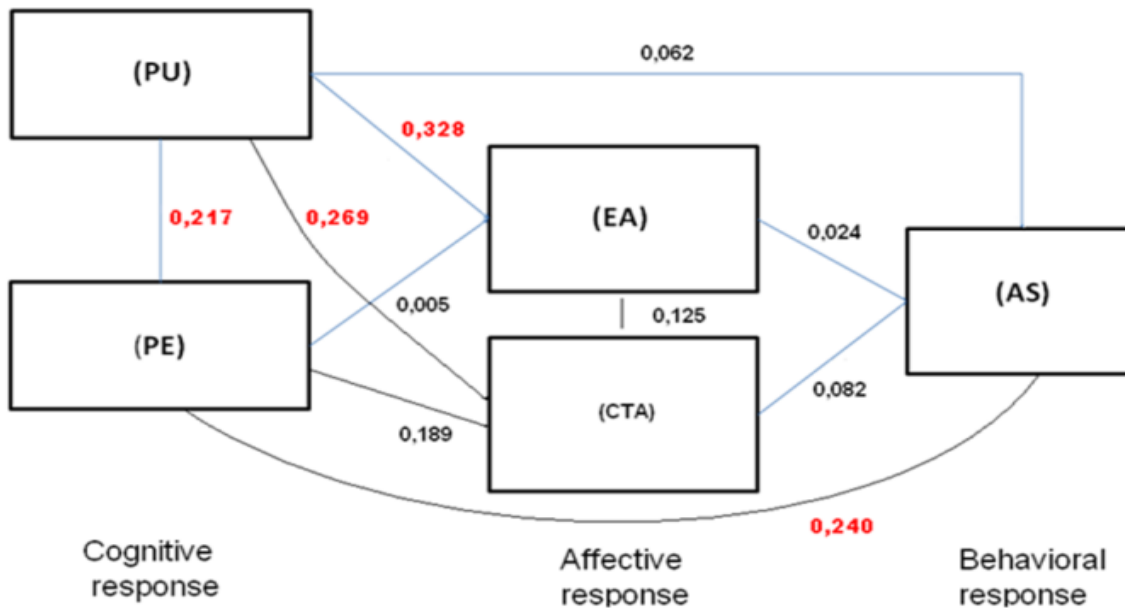 (PU)
0,062
0,328
0,217
0,269
(EA)
0,024
(AS)
(PE)
0,005
0,125
(CTA)
0,082
0,189
0,240
Cognitive
response
Affective
response
Behavioral
response